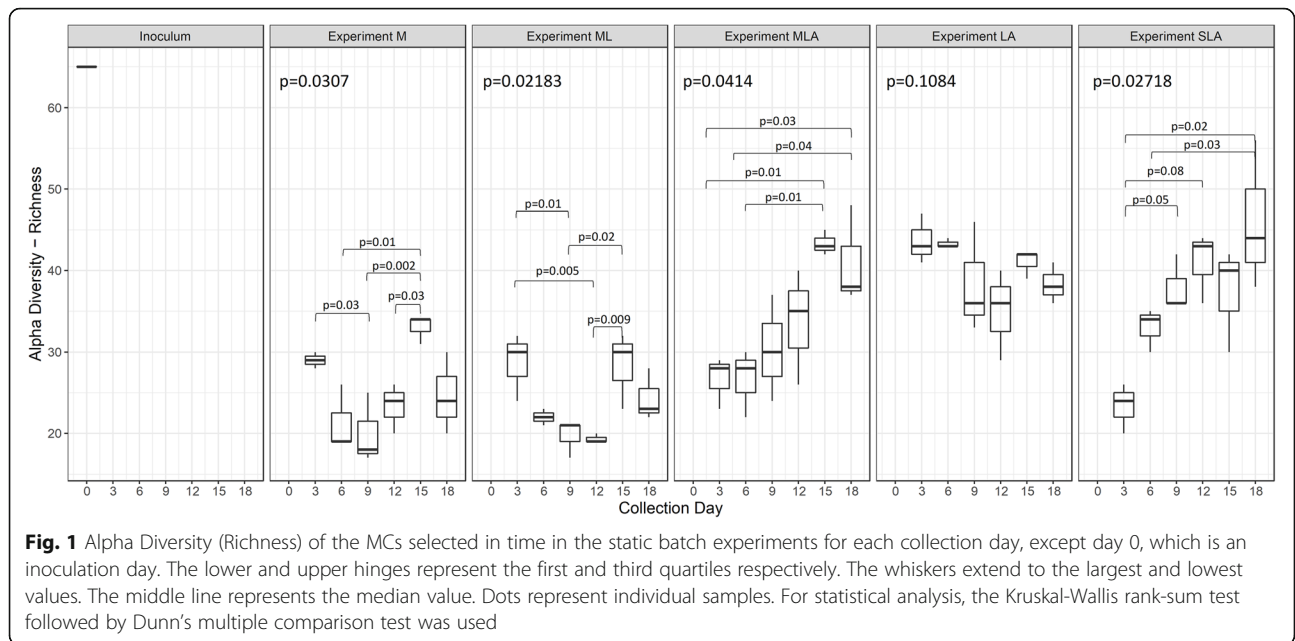 Inoculum
Experiment M
Experiment ML
Experiment MLA
Experiment LA
Experiment SLA
p=0.0307
p=0.02183
p=0.0414
p=0.1084
p=0.02718
p=0.01
p=0.002
p=0.03
p=0.03
p=0.01
p=0.02
p=0.005
p=0.009
p=0.03
p=0.04
p=0.01
p=0.01
p=0.02
p=0.03
p=0.08
p=0.05
Alpha Diversity – Richness
60
50
40
30
20
0 3 6 9 12 15 18
0 3 6 9 12 15 18
0 3 6 9 12 15 18
0 3 6 9 12 15 18
0 3 6 9 12 15 18
0 3 6 9 12 15 18
Collection Day
Fig. 1 Alpha Diversity (Richness) of the MCs selected in time in the static batch experiments for each collection day, except day 0, which is an
inoculation day. The lower and upper hinges represent the first and third quartiles respectively. The whiskers extend to the largest and lowest
values. The middle line represents the median value. Dots represent individual samples. For statistical analysis, the Kruskal-Wallis rank-sum test
followed by Dunn's multiple comparison test was used